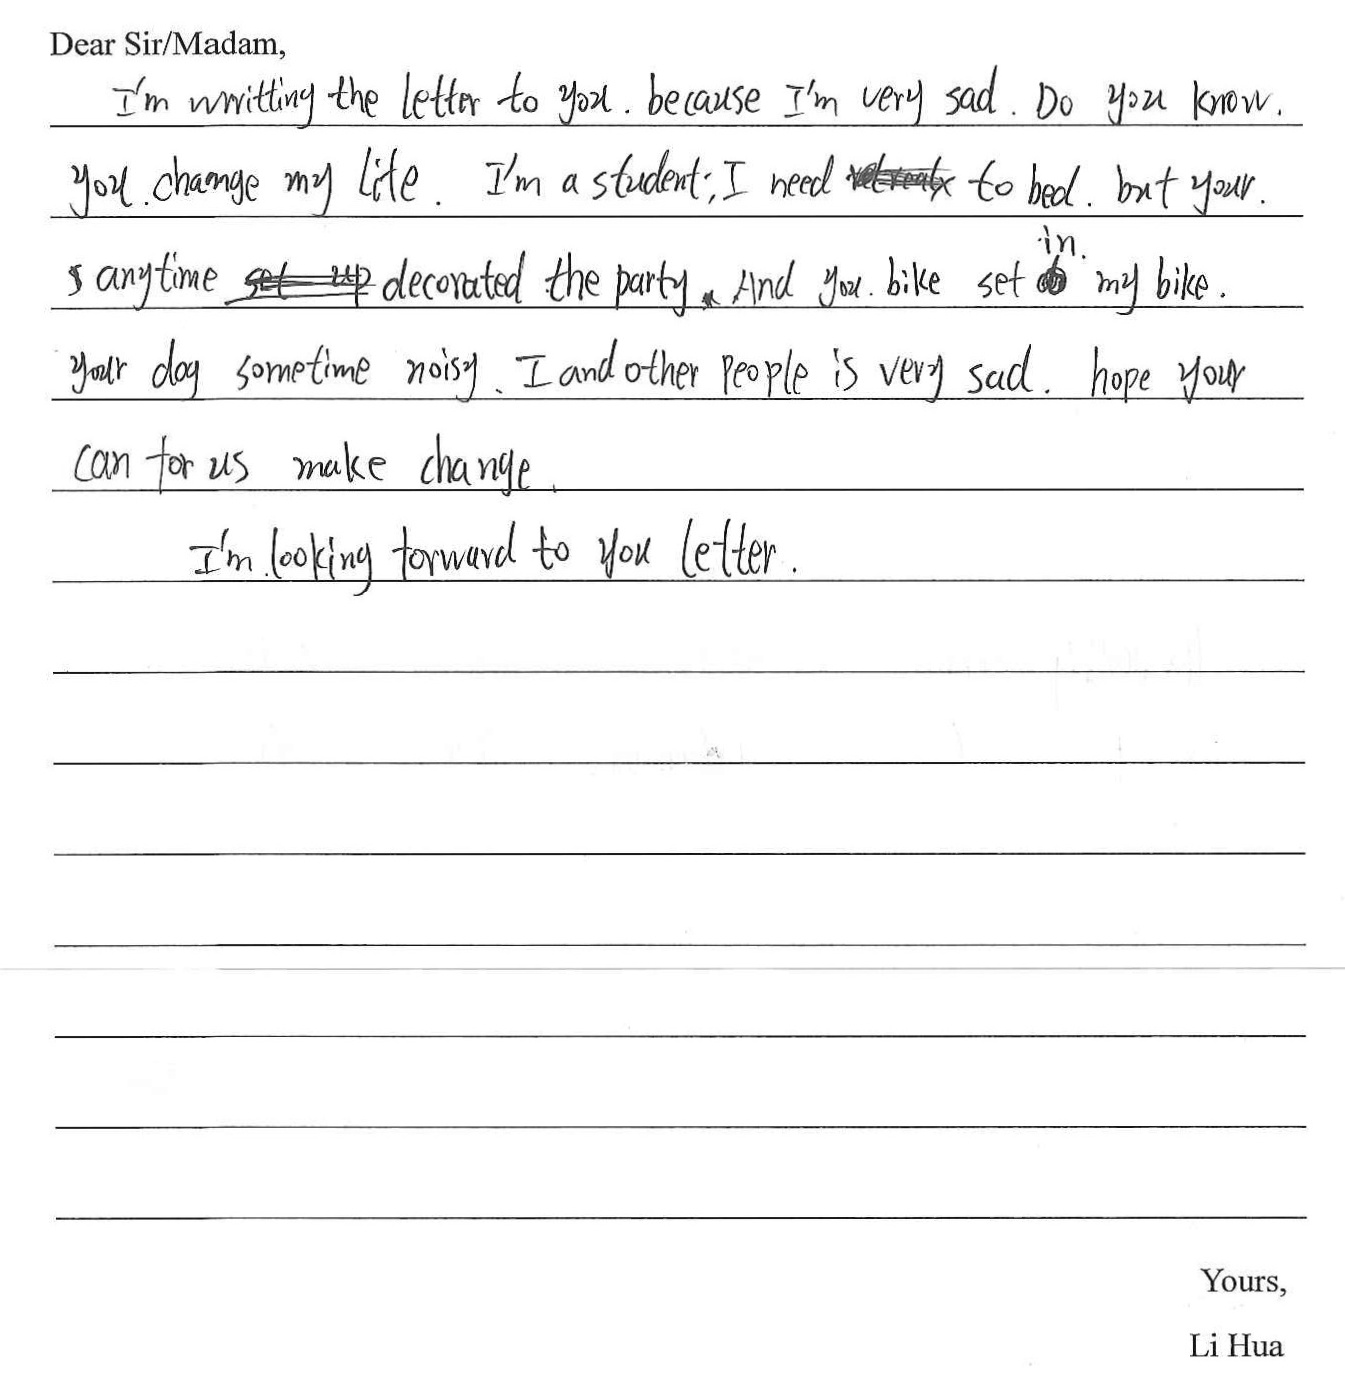 Dear Sir/Madam,
I'm writting the letter to you. because I'm very sad. Do you know.
you. chaange my life. I'm a student; I need to bed. but your.
s anytime set up decorated the party. And you. bike set in. my bike.
your dog sometime noisy. I and other people is very sad. hope your
can for us make change.
I'm looking forward to you letter.
Yours,
Li Hua